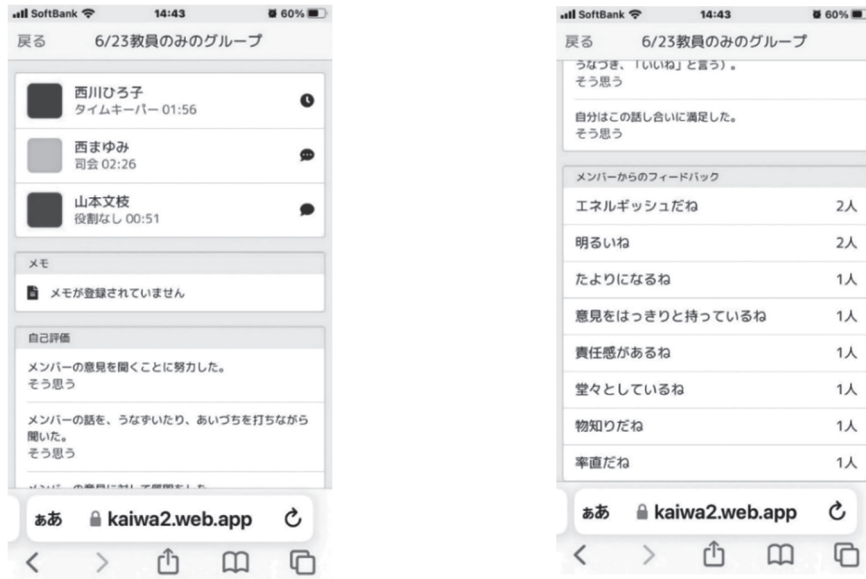 SoftBank 14:43 60%
戻る 6/23教員のみのグループ
西川ひろ子
タイムキーパー 01:56
西まゆみ
司会 02:26
山本文枝
役割なし 00:51
メモ
メモが登録されていません
自己評価
メンバーの意見を聞くことに努力した。
そう思う
メンバーの話を、うなずいたり、あいづちを打ちながら
聞いた。
そう思う
ああ kaiwa2.web.app
SoftBank 14:43 60%
戻る 6/23教員のみのグループ
うなづき、「いいね」と言う）。
そう思う
自分はこの話し合いに満足した。
そう思う
メンバーからのフィードバック
エネルギッシュだね 2人
明るいね 2人
たよりになるね 1人
意見をはっきりと持っているね 1人
責任感があるね 1人
堂々としているね 1人
物知りだね 1人
率直だね 1人
ああ kaiwa2.web.app